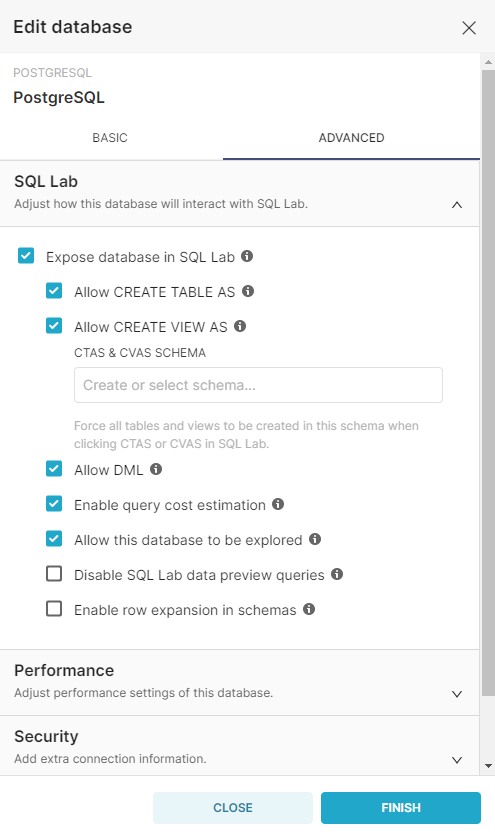 Edit database
POSTGRESQL
PostgreSQL
BASIC
ADVANCED
SQL Lab
Adjust how this database will interact with SQL Lab.
Expose database in SQL Lab
Allow CREATE TABLE AS
Allow CREATE VIEW AS
CTAS & CVAS SCHEMA
Create or select schema...
Force all tables and views to be created in this schema when
clicking CTAS or CVAS in SQL Lab.
Allow DML
Enable query cost estimation
Allow this database to be explored
Disable SQL Lab data preview queries
Enable row expansion in schemas
Performance
Adjust performance settings of this database.
Security
Add extra connection information.
CLOSE
FINISH